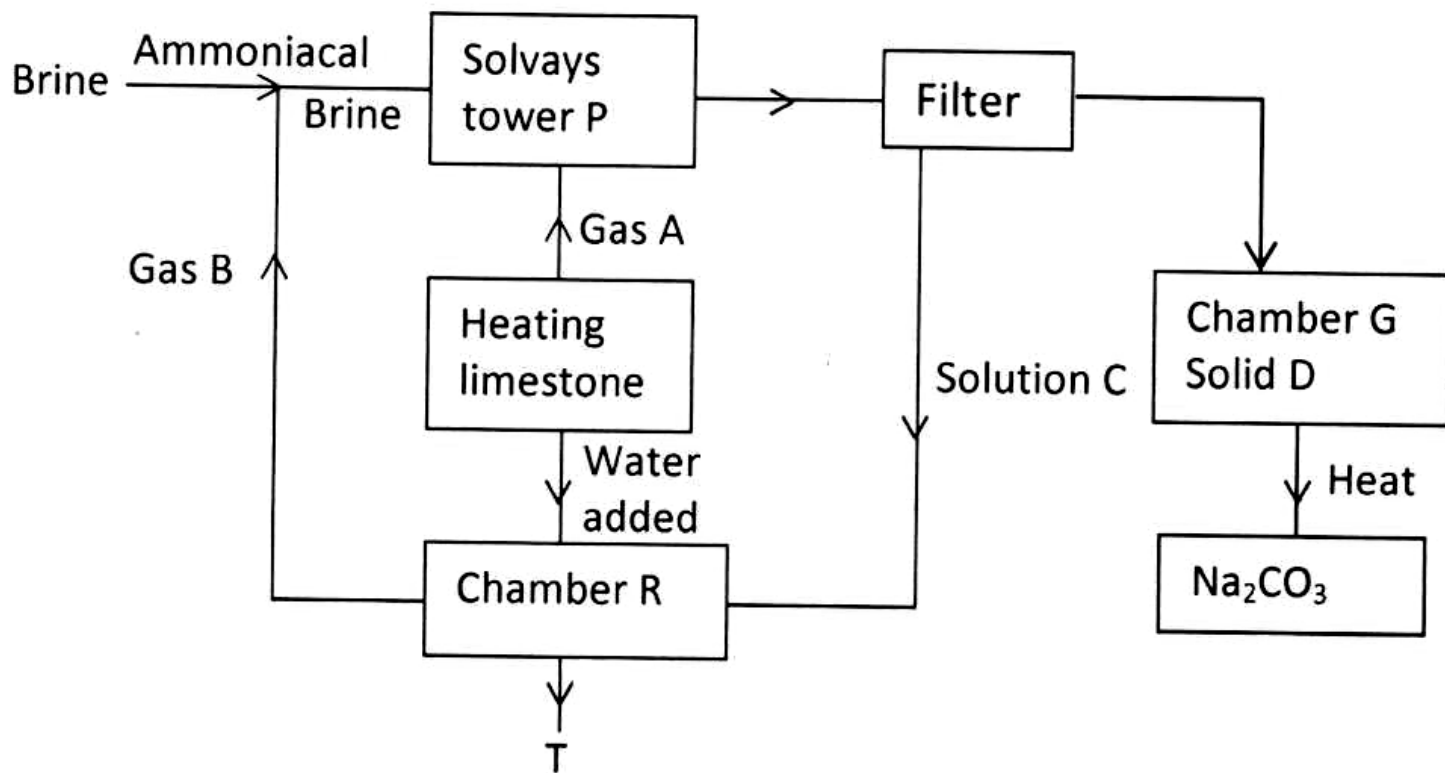 Ammoniacal
Brine
Brine
Solvays
tower P
Filter
Gas A
Gas B
Heating
limestone
Chamber G
Solid D
Solution C
Water
added
Heat
Chamber R
Na₂CO₃
T